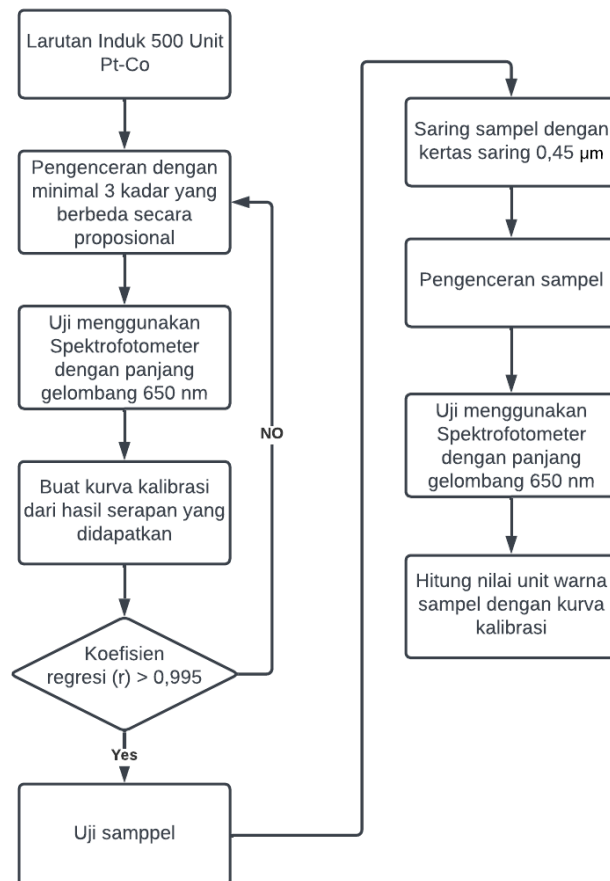 Larutan Induk 500 Unit
Pt-Co
Pengenceran dengan
minimal 3 kadar yang
berbeda secara
proposional
Uji menggunakan
Spektrofotometer
dengan panjang
gelombang 650 nm
Buat kurva kalibrasi
dari hasil serapan yang
didapatkan
Koefisien
regresi (r) > 0,995
NO
Yes
Uji samppel
Saring sampel dengan
kertas saring 0,45 μm
Pengenceran sampel
Uji menggunakan
Spektrofotometer
dengan panjang
gelombang 650 nm
Hitung nilai unit warna
sampel dengan kurva
kalibrasi